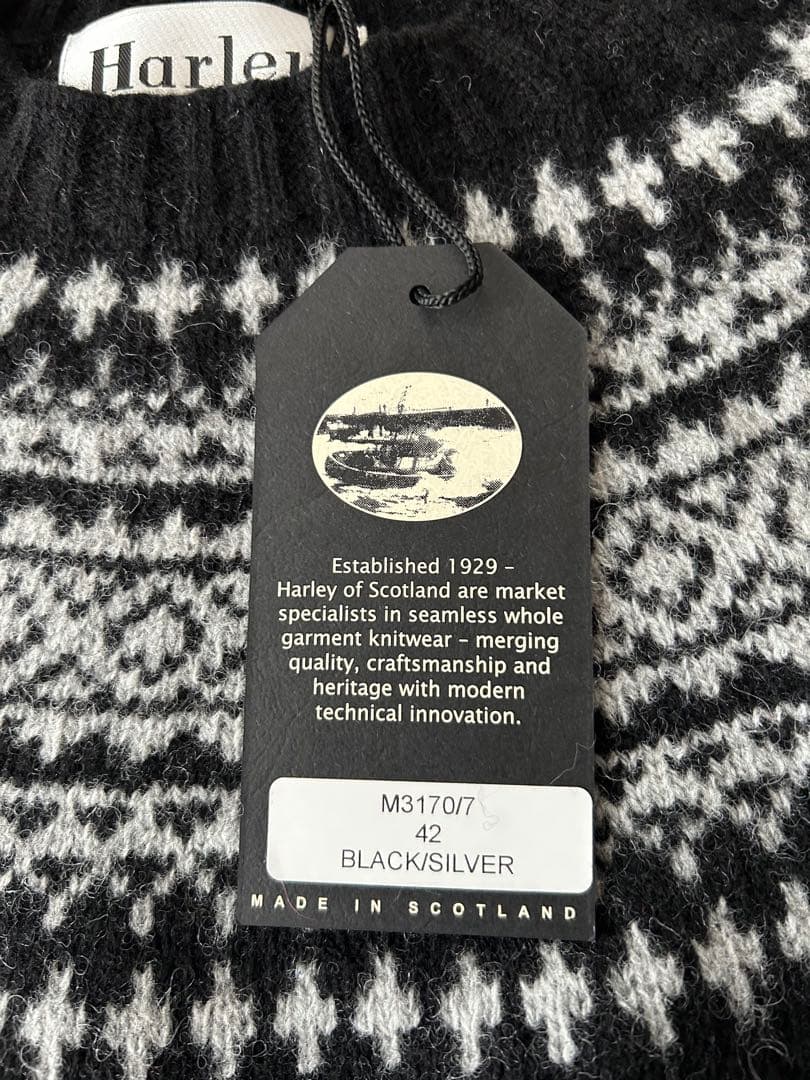 Harley
Established 1929 –
Harley of Scotland are market
specialists in seamless whole
garment knitwear – merging
quality, craftsmanship and
heritage with modern
technical innovation.
M3170/7
42
BLACK/SILVER
MADE IN SCOTLAND